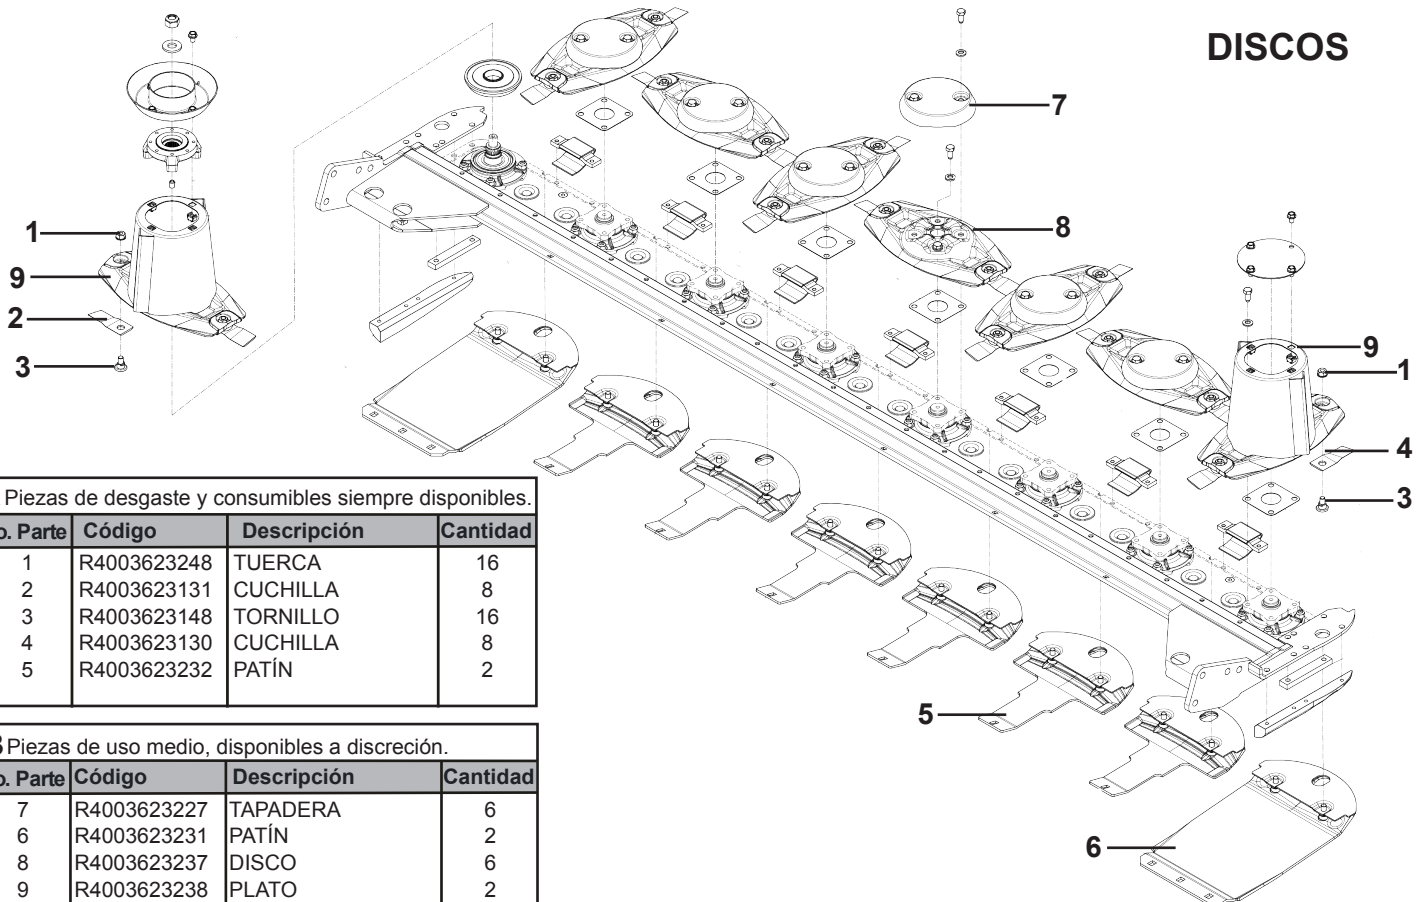 DISCOS
7
1
8
9
9
2
1
3
4
3
Piezas de desgaste y consumibles siempre disponibles.
o. Parte Código Descripción Cantidad
1 R4003623248 TUERCA 16
2 R4003623131 CUCHILLA 8
3 R4003623148 TORNILLO 16
4 R4003623130 CUCHILLA 8
5 R4003623232 PATÍN 2
5
Piezas de uso medio, disponibles a discreción.
o. Parte Código Descripción Cantidad
7 R4003623227 TAPADERA 6
6 R4003623231 PATÍN 2
8 R4003623237 DISCO 6
9 R4003623238 PLATO 2
6